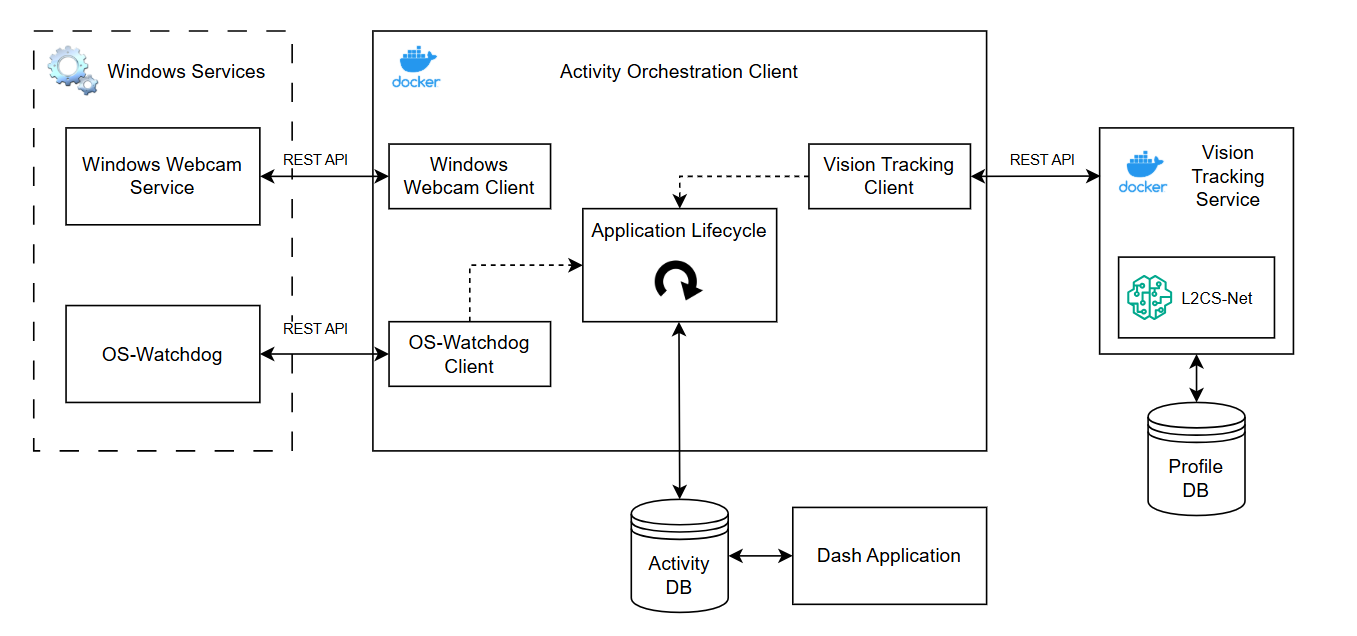 Windows Services
docker
Activity Orchestration Client
Windows Webcam
Service
REST API
Windows
Webcam Client
Vision Tracking
Client
REST API
docker
Vision
Tracking
Service
Application Lifecycle
L2CS-Net
OS-Watchdog
REST API
OS-Watchdog
Client
Profile
DB
Activity
DB
Dash Application